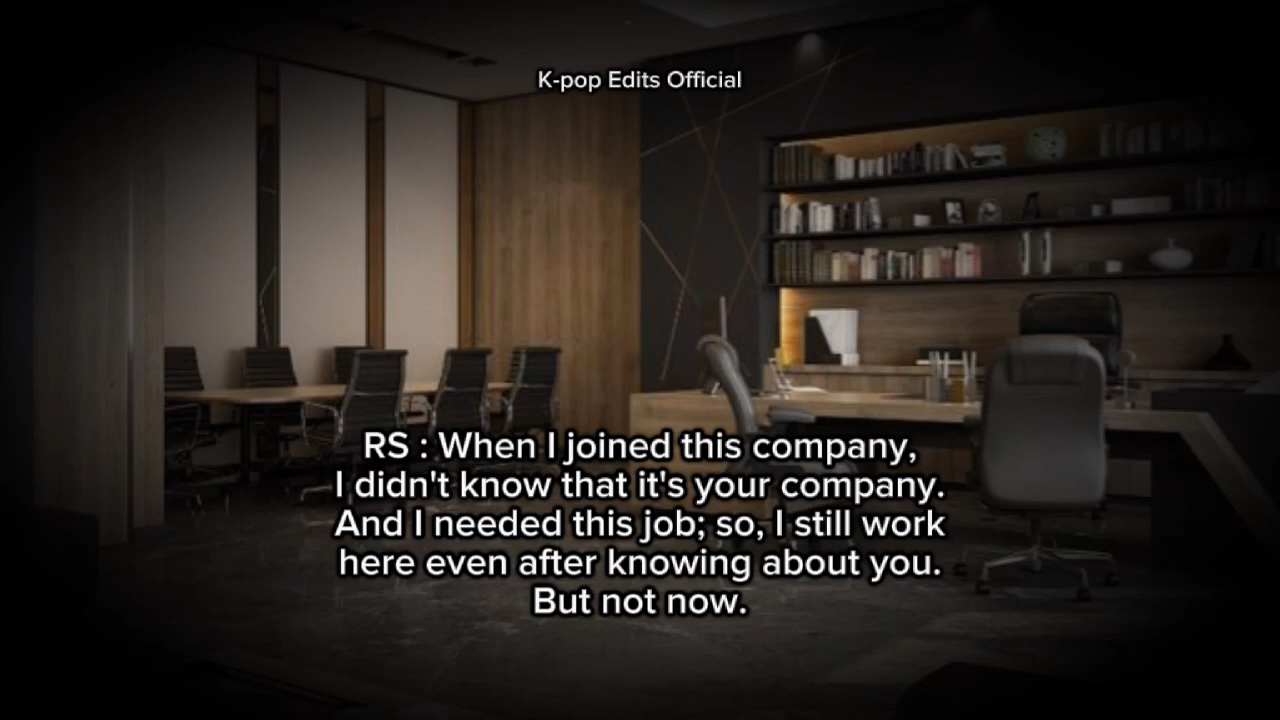 K-pop Edits Official
RS : When I joined this company,
I didn't know that it's your company.
And I needed this job; so, I still work
here even after knowing about you.
But not now.